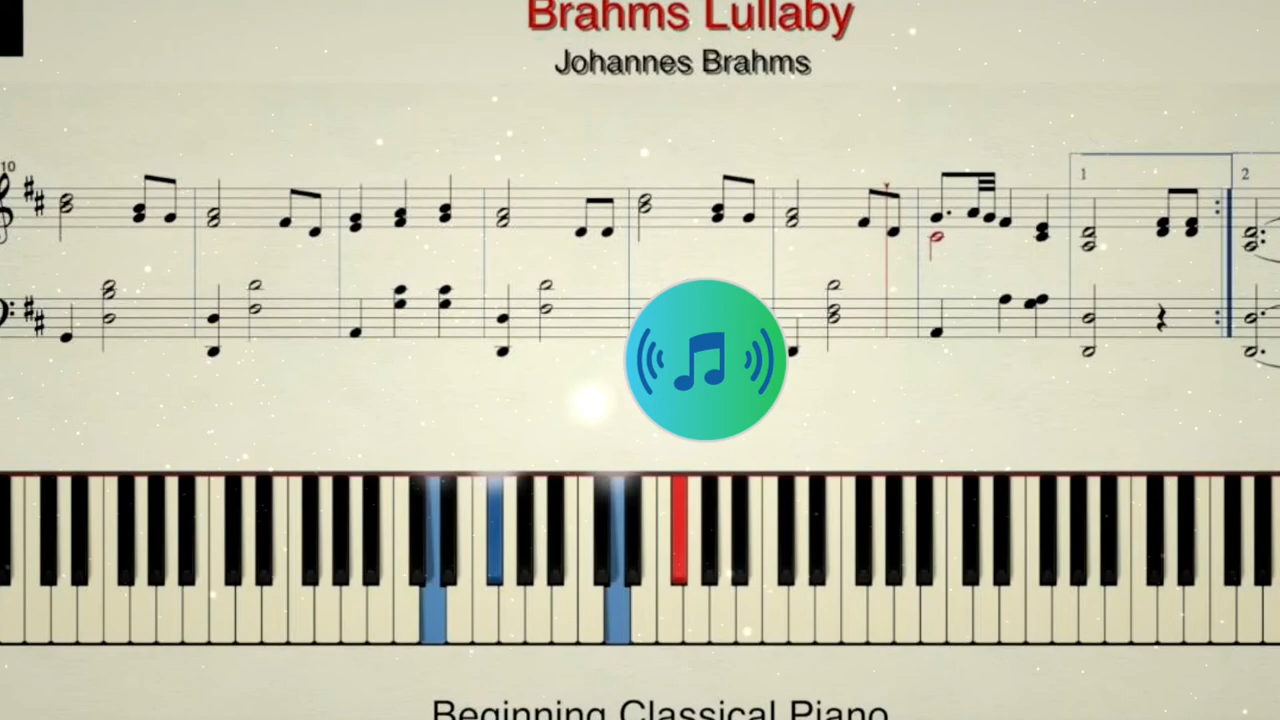 Brahms Lullaby
Johannes Brahms
10
1
2
Beginning Classical Piano